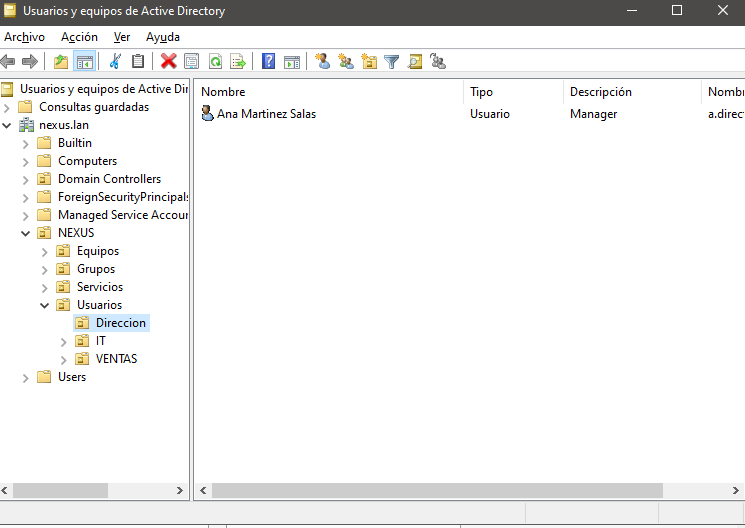 Usuarios y equipos de Active Directory
Archivo Acción Ver Ayuda
Usuarios y equipos de Active Dir
Consultas guardadas
nexus.lan
Builtin
Computers
Domain Controllers
ForeignSecurityPrincipals
Managed Service Accour
NEXUS
Equipos
Grupos
Servicios
Usuarios
Direccion
IT
VENTAS
Users
Nombre Tipo Descripción Nomb
Ana Martinez Salas Usuario Manager a.direct